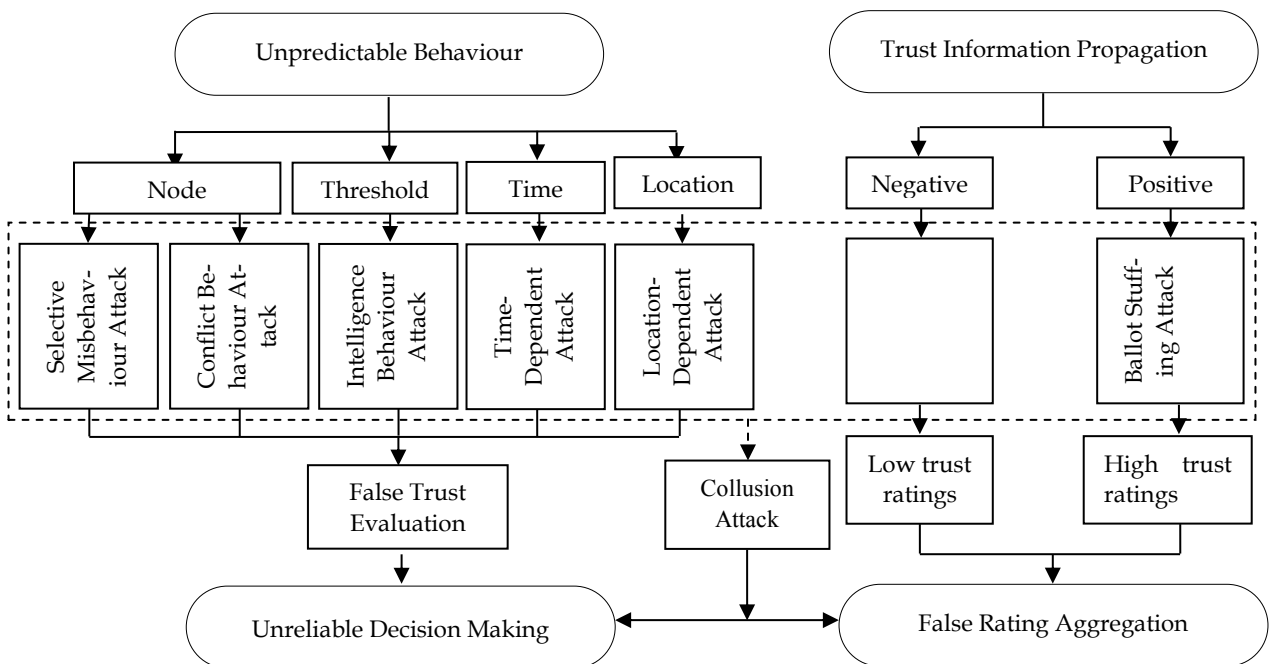 Unpredictable Behaviour
Trust Information Propagation
Node
Threshold
Time
Location
Negative
Positive
Selective
Misbehav-
iour Attack
Conflict Be-
haviour At-
tack
Intelligence
Behaviour
Attack
Time-
Dependent
Attack
Location-
Dependent
Attack
Ballot Stuff-
ing Attack
False Trust
Evaluation
Collusion
Attack
Low trust
ratings
High trust
ratings
Unreliable Decision Making
False Rating Aggregation